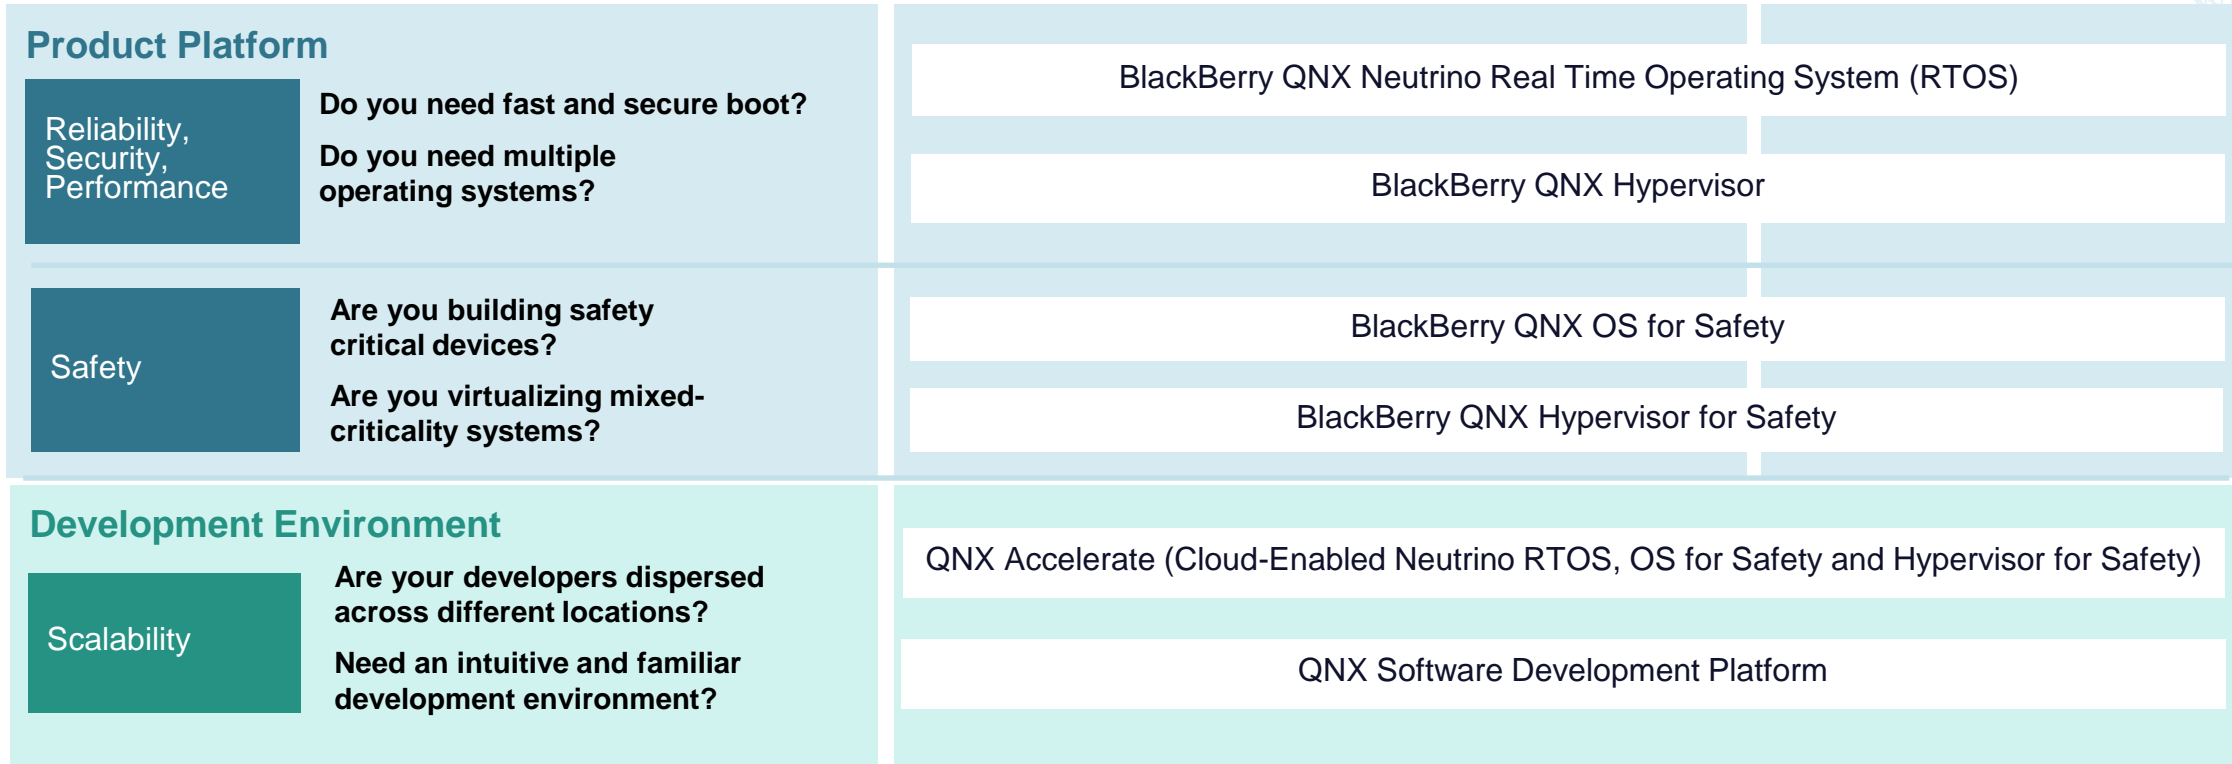 Product Platform
Reliability,
Security,
Performance
Do you need fast and secure boot?
Do you need multiple
operating systems?
BlackBerry QNX Neutrino Real Time Operating System (RTOS)
BlackBerry QNX Hypervisor
Safety
Are you building safety
critical devices?
Are you virtualizing mixed-
criticality systems?
BlackBerry QNX OS for Safety
BlackBerry QNX Hypervisor for Safety
Development Environment
Scalability
Are your developers dispersed
across different locations?
Need an intuitive and familiar
development environment?
QNX Accelerate (Cloud-Enabled Neutrino RTOS, OS for Safety and Hypervisor for Safety)
QNX Software Development Platform